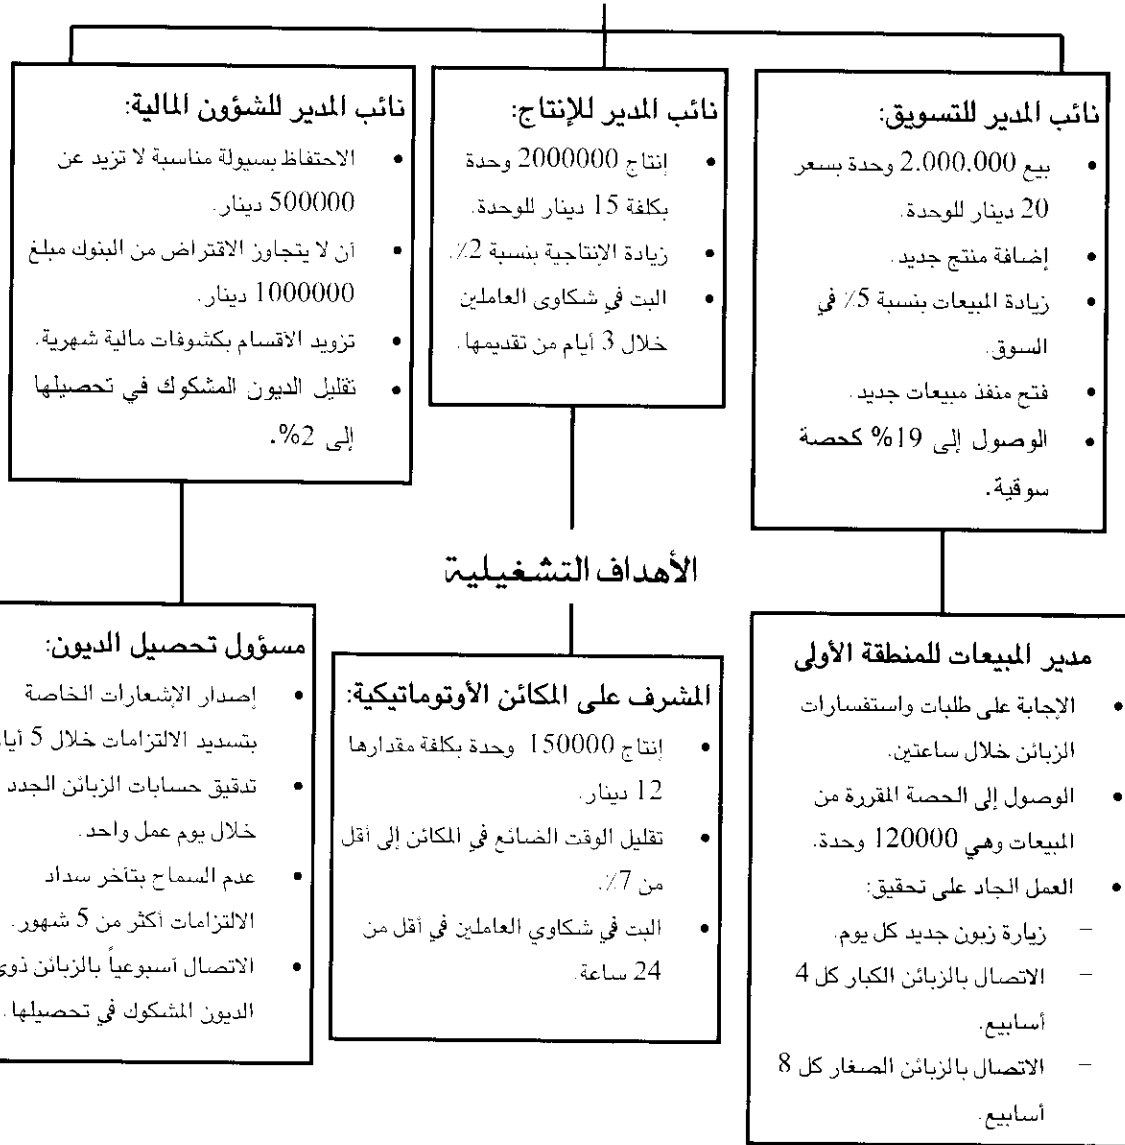 نائب المدير للتسويق:
• بيع 2.000.000 وحدة بسعر
20 دينار للوحدة.
• إضافة منتج جديد.
• زيادة المبيعات بنسبة 5٪ في
السوق.
• فتح منفذ مبيعات جديد.
• الوصول إلى 19% كحصة
سوقية.
نائب المدير للإنتاج:
• إنتاج 2000000 وحدة
بكلفة 15 دينار للوحدة.
• زيادة الإنتاجية بنسبة 2٪.
• البت في شكاوى العاملين
خلال 3 أيام من تقديمها.
نائب المدير للشؤون المالية:
• الاحتفاظ بسيولة مناسبة لا تزيد عن
500000 دينار.
• أن لا يتجاوز الاقتراض من البنوك مبلغ
1000000 دينار.
• تزويد الأقسام بكشوفات مالية شهرية.
• تقليل الديون المشكوك في تحصيلها
إلى 2%.
الأهداف التشغيلية
مدير المبيعات للمنطقة الأولى
• الإجابة على طلبات واستفسارات
الزبائن خلال ساعتين.
• الوصول إلى الحصة المقررة من
المبيعات وهي 120000 وحدة.
• العمل الجاد على تحقيق:
– زيارة زبون جديد كل يوم.
– الاتصال بالزبائن الكبار كل 4
أسابيع.
– الاتصال بالزبائن الصغار كل 8
أسابيع.
المشرف على المكائن الأوتوماتيكية:
• إنتاج 150000 وحدة بكلفة مقدارها
12 دينار.
• تقليل الوقت الضائع في المكائن إلى أقل
من 7٪.
• البت في شكاوي العاملين في أقل من
24 ساعة.
مسؤول تحصيل الديون:
• إصدار الإشعارات الخاصة
بتسديد الالتزامات خلال 5
• تدقيق حسابات الزبائن الجدد
خلال يوم عمل واحد.
• عدم السماح بتأخر سداد
الالتزامات أكثر من 5 شهور.
• الاتصال أسبوعياً بالزبائن ذوي
الديون المشكوك في تحصيلها.